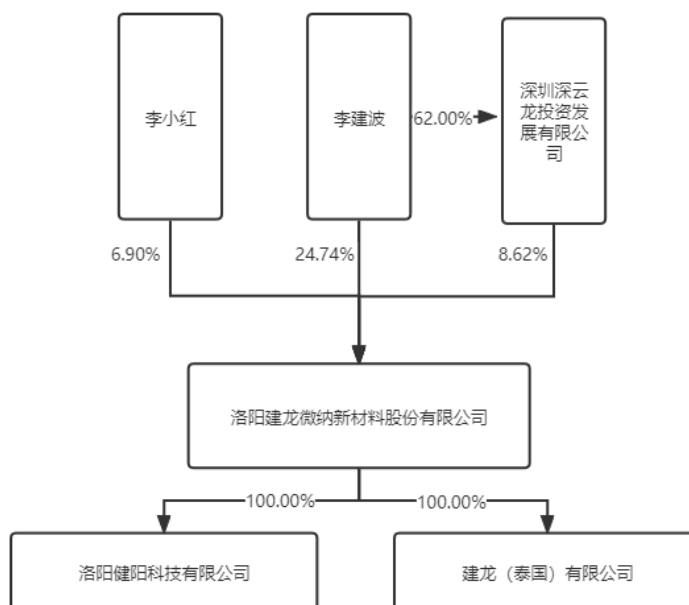 李小红
李建波
62.00%
深圳深云
龙投资发
展有限公
司
6.90%
24.74%
8.62%
洛阳建龙微纳新材料股份有限公司
100.00%
100.00%
洛阳健阳科技有限公司
建龙（泰国）有限公司